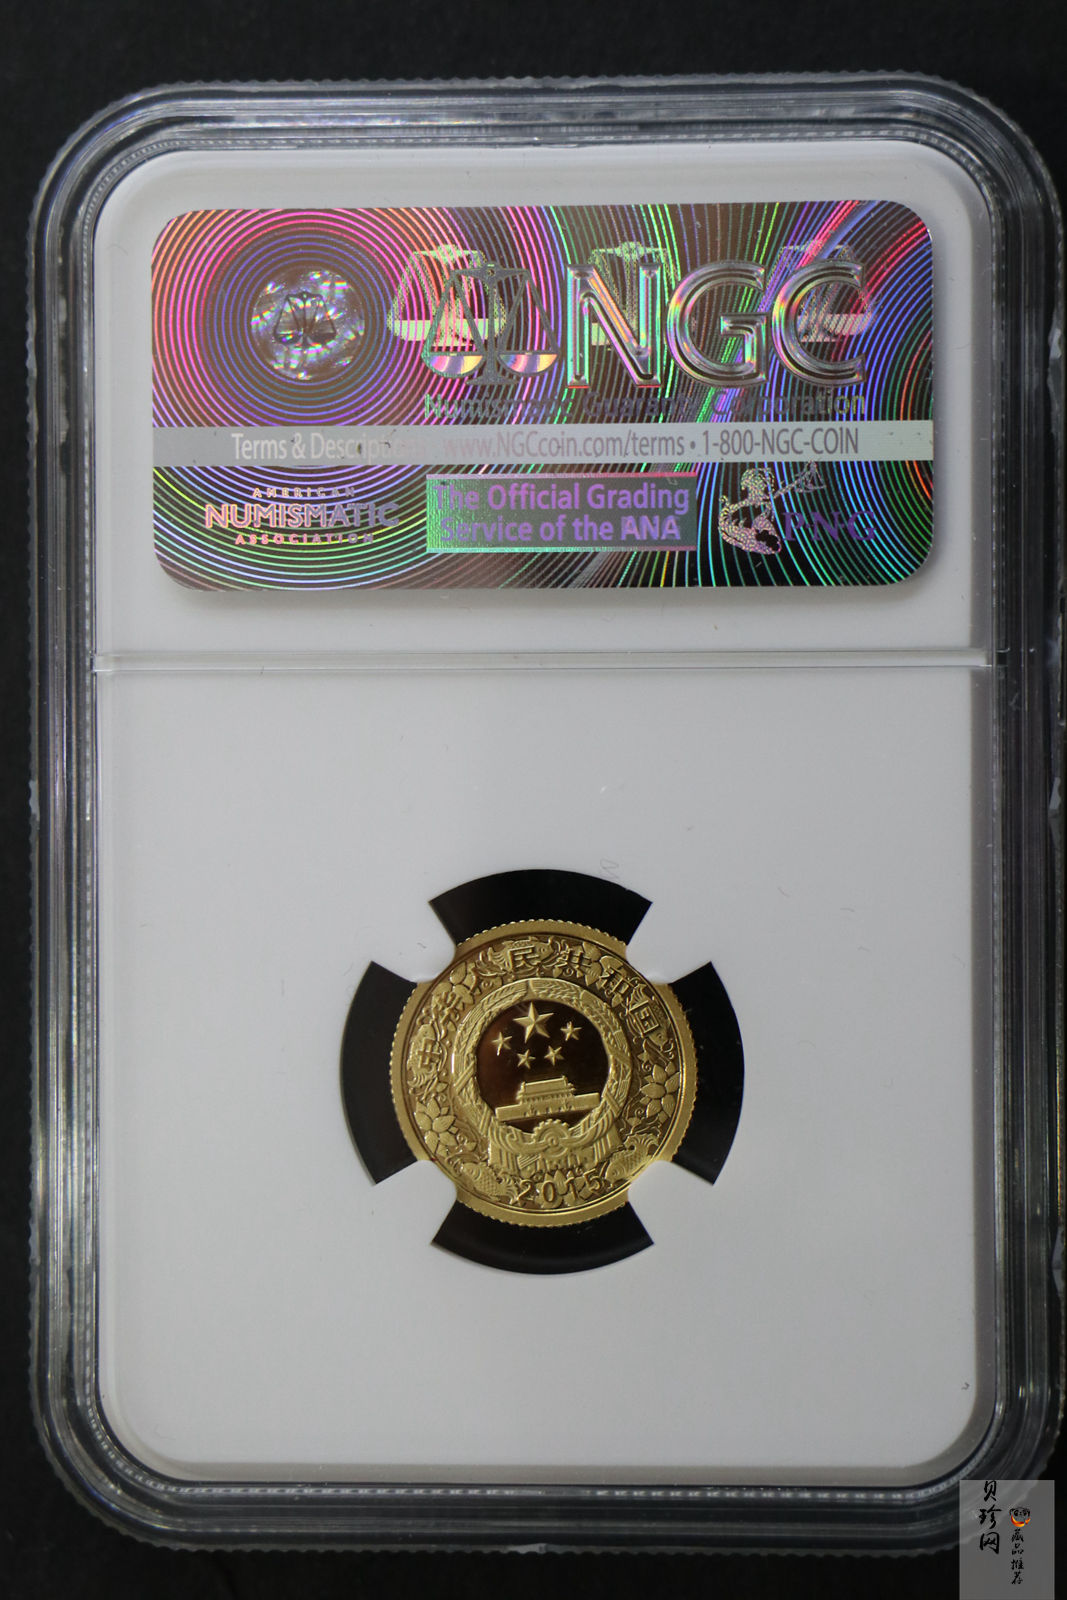 NGC
Numismatic Guaranty Corporation
Terms & Descriptions www.NGCcoin.com/terms • 1-800-NGC-COIN
AMERICAN
NUMISMATIC
ASSOCIATION
The Official Grading
Service of the ANA
PNG
中华人民共和国
2015
贝珍网
藏品推荐